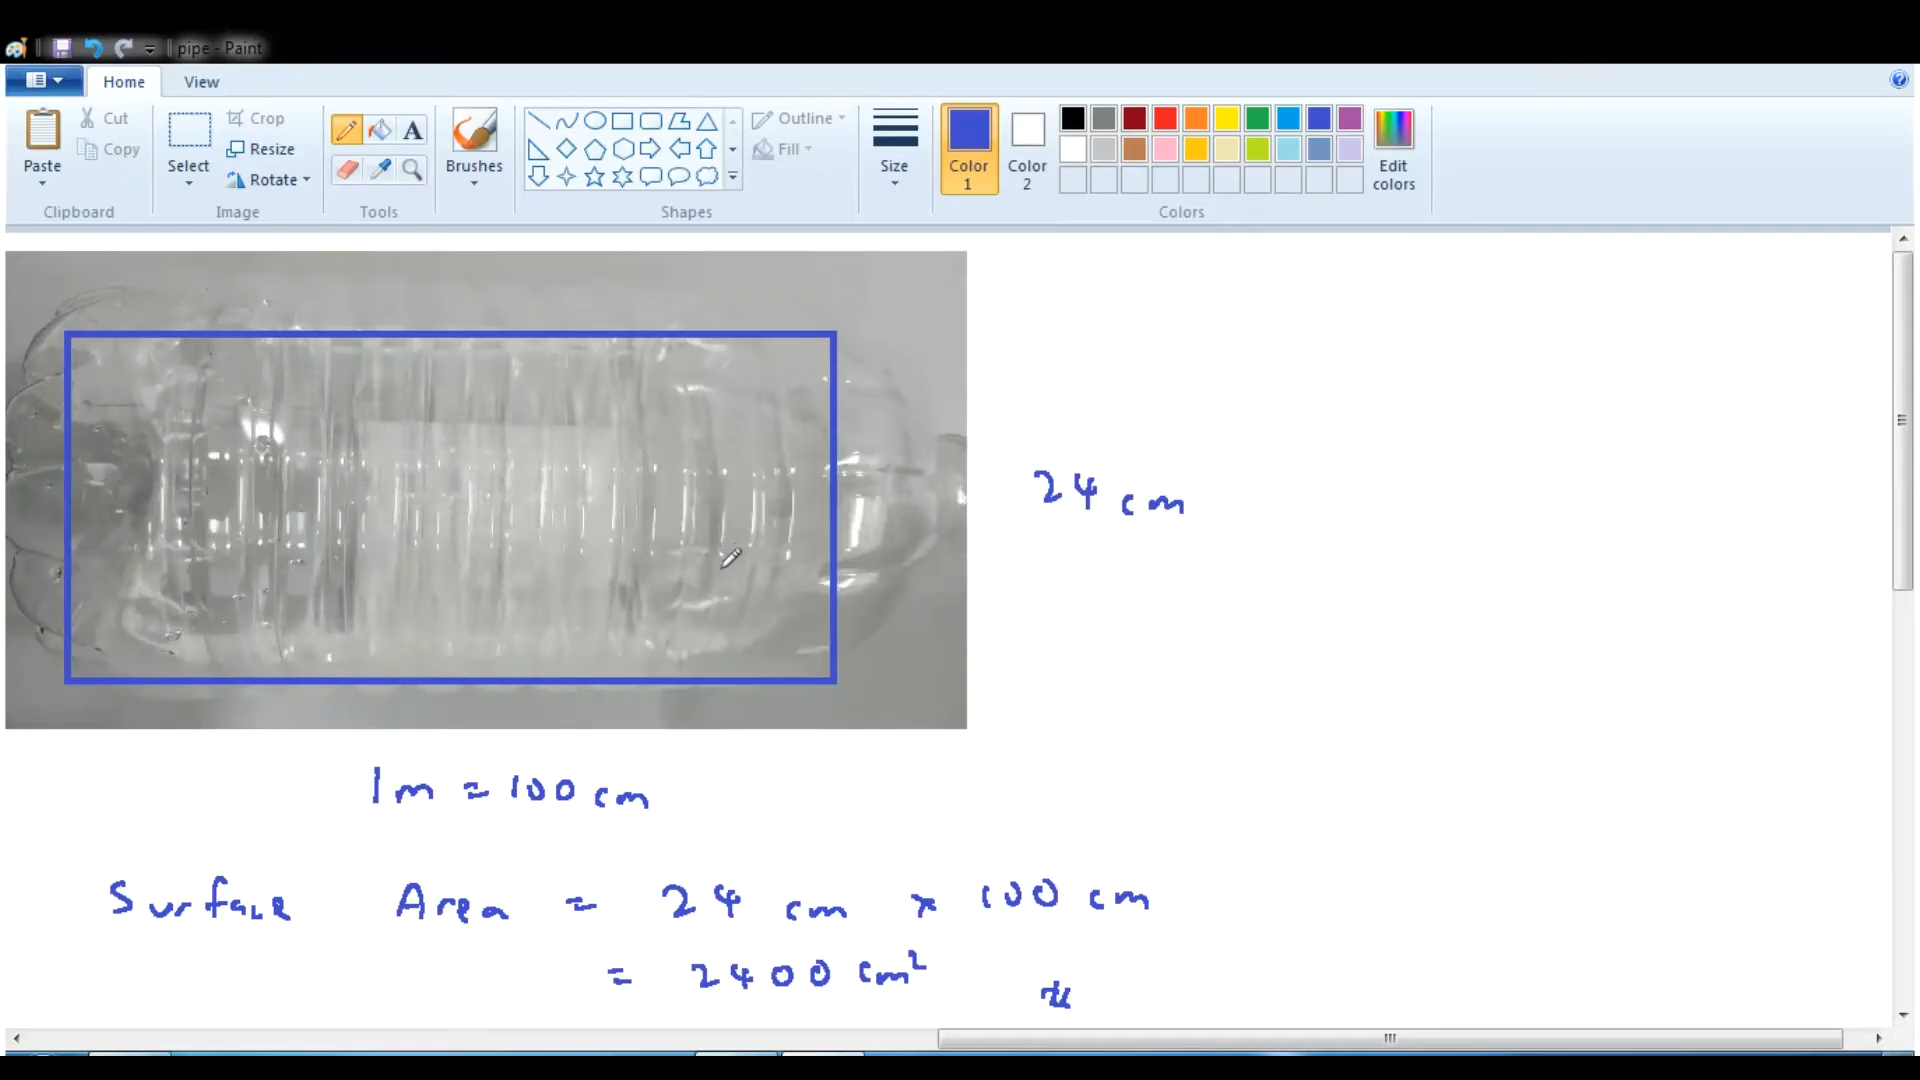 pipe - Paint
Home View
Paste
Cut
Copy
Clipboard
Select
Crop
Resize
Rotate
Image
A
Tools
Brushes
Shapes
Outline
Fill
Size
Color 1
Color 2
Edit colors
Colors
24 cm
1m = 100 cm
Surface Area = 24 cm × 100 cm
= 2400 cm²